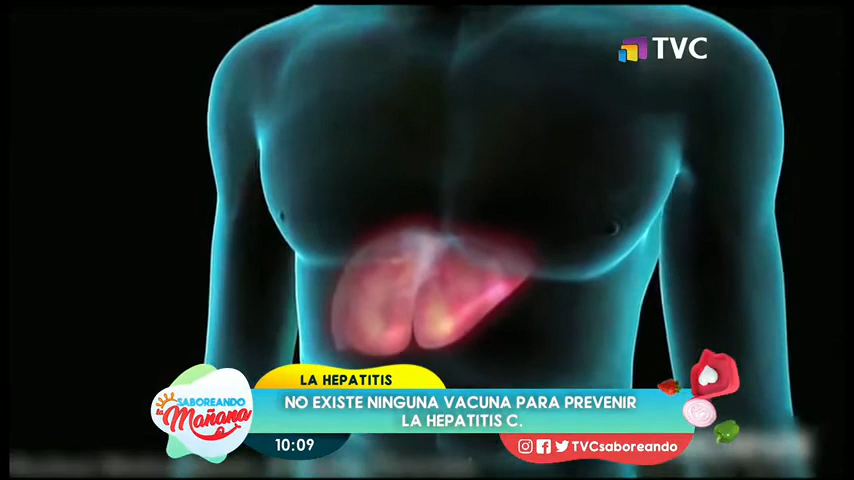 TVC
LA HEPATITIS
SABOREANDO
Mañana
NO EXISTE NINGUNA VACUNA PARA PREVENIR
LA HEPATITIS C.
10:09
TVCsaboreando